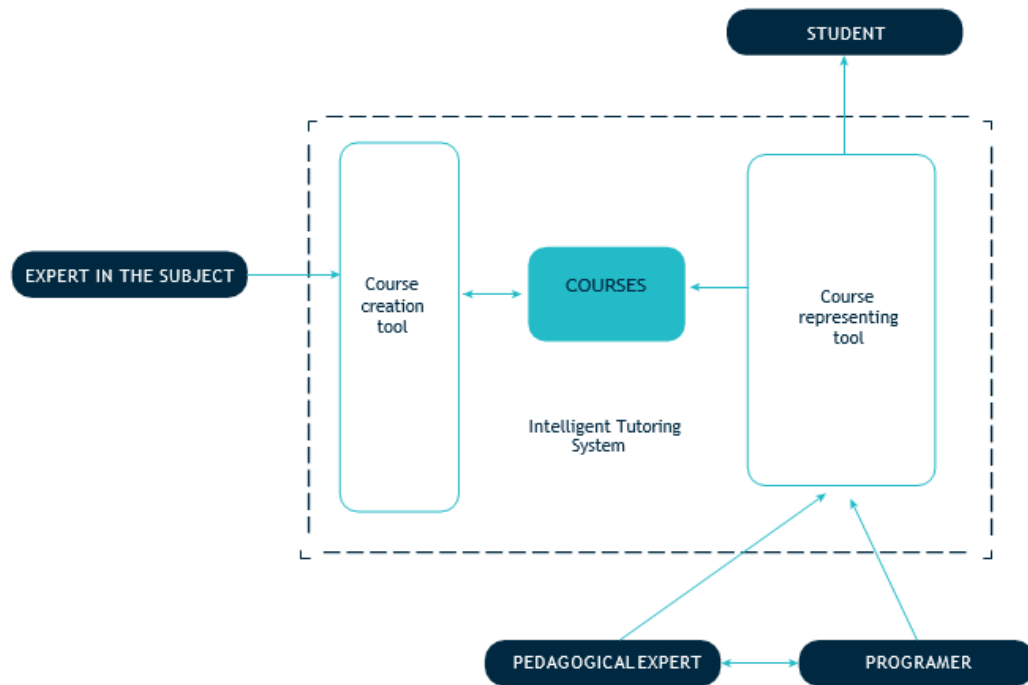 STUDENT
EXPERT IN THE SUBJECT
Course
creation
tool
COURSES
Course
representing
tool
Intelligent Tutoring
System
PEDAGOGICAL EXPERT
PROGRAMER